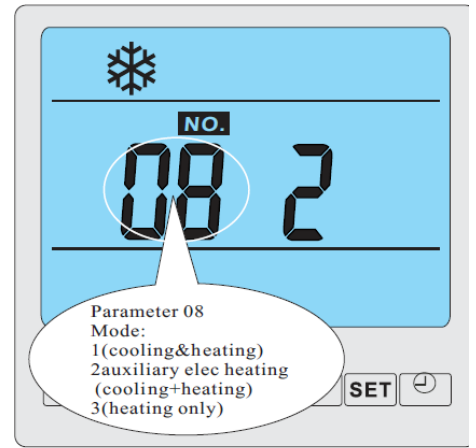 NO.
08 2
Parameter 08
Mode:
1(cooling&heating)
2auxiliary elec heating
(cooling+heating)
3(heating only)
SET